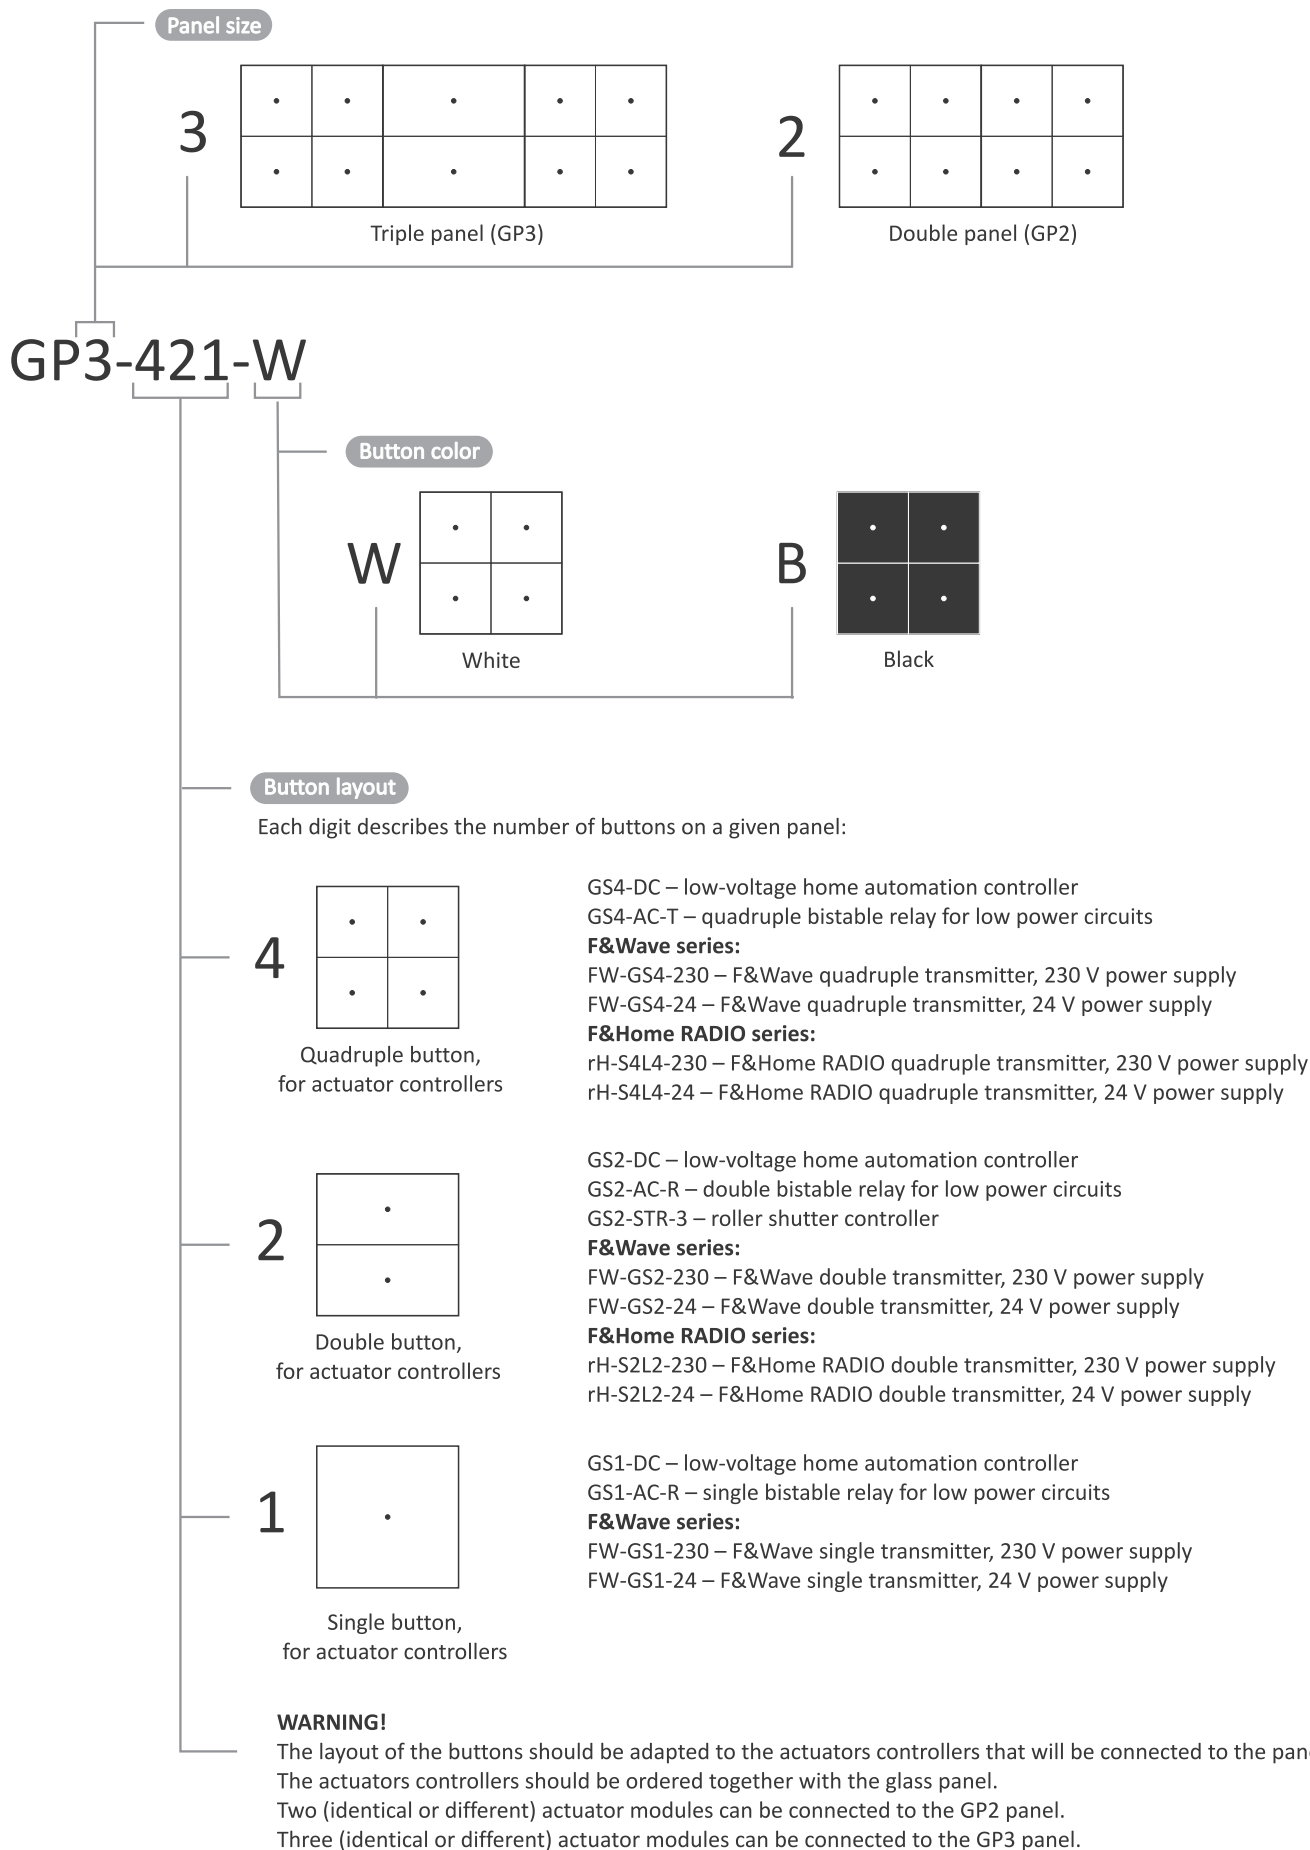 Panel size
3
2
Triple panel (GP3)
Double panel (GP2)
GP3-421-W
Button color
W
B
White
Black
Button layout
Each digit describes the number of buttons on a given panel:
4
Quadruple button,
for actuator controllers
GS4-DC – low-voltage home automation controller
GS4-AC-T – quadruple bistable relay for low power circuits
F&Wave series:
FW-GS4-230 – F&Wave quadruple transmitter, 230 V power supply
FW-GS4-24 – F&Wave quadruple transmitter, 24 V power supply
F&Home RADIO series:
rH-S4L4-230 – F&Home RADIO quadruple transmitter, 230 V power supply
rH-S4L4-24 – F&Home RADIO quadruple transmitter, 24 V power supply
2
Double button,
for actuator controllers
GS2-DC – low-voltage home automation controller
GS2-AC-R – double bistable relay for low power circuits
GS2-STR-3 – roller shutter controller
F&Wave series:
FW-GS2-230 – F&Wave double transmitter, 230 V power supply
FW-GS2-24 – F&Wave double transmitter, 24 V power supply
F&Home RADIO series:
rH-S2L2-230 – F&Home RADIO double transmitter, 230 V power supply
rH-S2L2-24 – F&Home RADIO double transmitter, 24 V power supply
1
Single button,
for actuator controllers
GS1-DC – low-voltage home automation controller
GS1-AC-R – single bistable relay for low power circuits
F&Wave series:
FW-GS1-230 – F&Wave single transmitter, 230 V power supply
FW-GS1-24 – F&Wave single transmitter, 24 V power supply
WARNING!
The layout of the buttons should be adapted to the actuators controllers that will be connected to the
The actuators controllers should be ordered together with the glass panel.
Two (identical or different) actuator modules can be connected to the GP2 panel.
Three (identical or different) actuator modules can be connected to the GP3 panel.